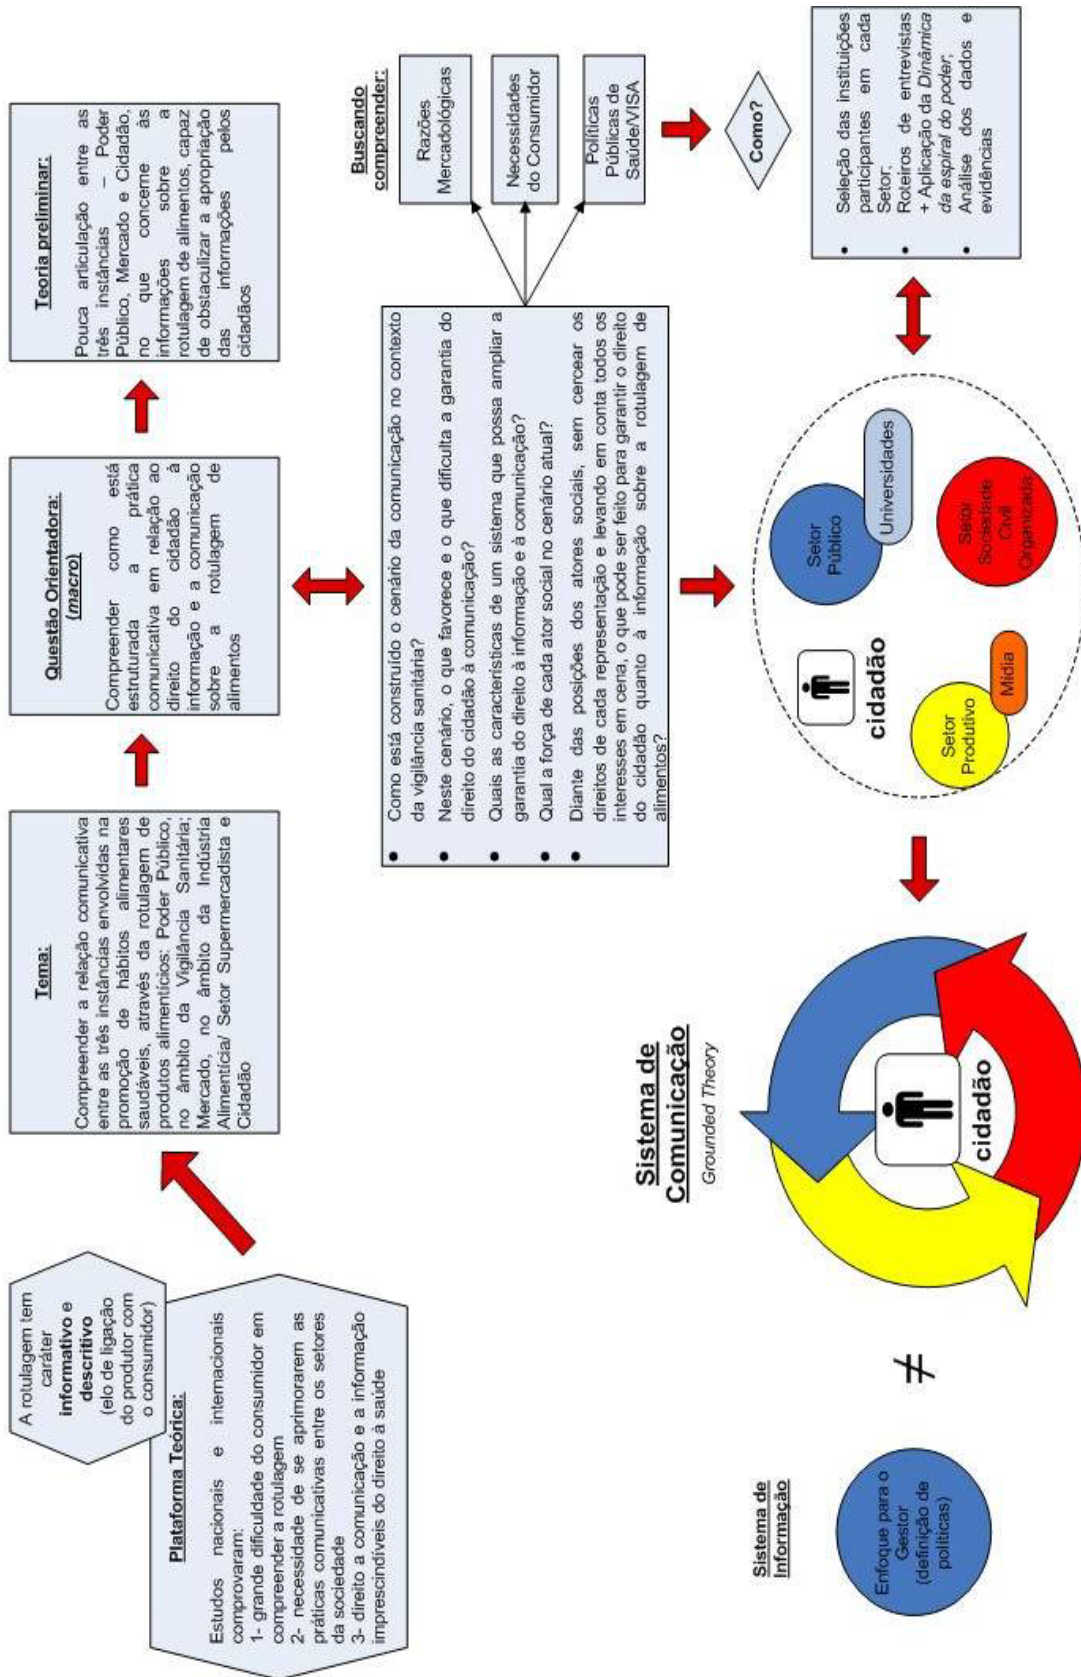 A rotulagem tem
caráter
informativo e
descritivo
(elo de ligação
do produtor com
o consumidor)
Plataforma Teórica:
Estudos nacionais e internacionais
comprovaram:
1- grande dificuldade do consumidor em
compreender a rotulagem
2- necessidade de se aprimorarem as
práticas comunicativas entre os setores
da sociedade
3- direito a comunicação e a informação
imprescindíveis do direito à saúde
Tema:
Compreender a relação comunicativa
entre as três instâncias envolvidas na
promoção de hábitos alimentares
saudáveis, através da rotulagem de
produtos alimentícios: Poder Público,
no âmbito da Vigilância Sanitária;
Mercado, no âmbito da Indústria
Alimentícia/ Setor Supermercadista e
Cidadão
Questão Orientadora:
(macro)
Compreender como está
estruturada a prática
comunicativa em relação ao
direito do cidadão à
informação e a comunicação
sobre a rotulagem de
alimentos
Teoria preliminar:
Pouca articulação entre as
três instâncias – Poder
Público, Mercado e Cidadão,
no que concerne às
informações sobre a
rotulagem de alimentos, capaz
de obstaculizar a apropriação
das informações pelos
cidadãos
• Como está construído o cenário da comunicação no contexto
da vigilância sanitária?
• Neste cenário, o que favorece e o que dificulta a garantia do
direito do cidadão à comunicação?
• Quais as características de um sistema que possa ampliar a
garantia do direito à informação e à comunicação?
• Qual a força de cada ator social no cenário atual?
• Diante das posições dos atores sociais, sem cercear os
direitos de cada representação e levando em conta todos os
interesses em cena, o que pode ser feito para garantir o direito
do cidadão quanto à informação sobre a rotulagem de
alimentos?
Buscando
compreender:
Razões
Mercadológicas
Necessidades
do Consumidor
Políticas
Públicas de
Saúde/VISA
Como?
• Seleção das instituições
participantes em cada
Setor;
• Roteiros de entrevistas
+ Aplicação da Dinâmica
da espiral do poder;
• Análise dos dados e
evidências
Setor
Público
Universidades
cidadão
Setor
Produtivo
Mídia
Setor
Sociedade
Civil
Organizada
Sistema de
Comunicação
Grounded Theory
cidadão
≠
Sistema de
Informação
Enfoque para o
Gestor
(definição de
políticas)